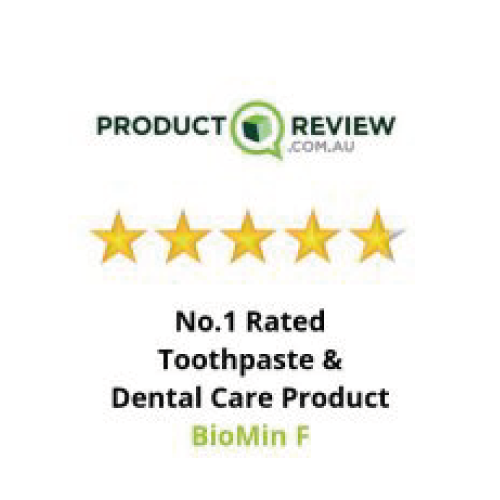 PRODUCT REVIEW
.COM.AU
No.1 Rated
Toothpaste &
Dental Care Product
BioMin F